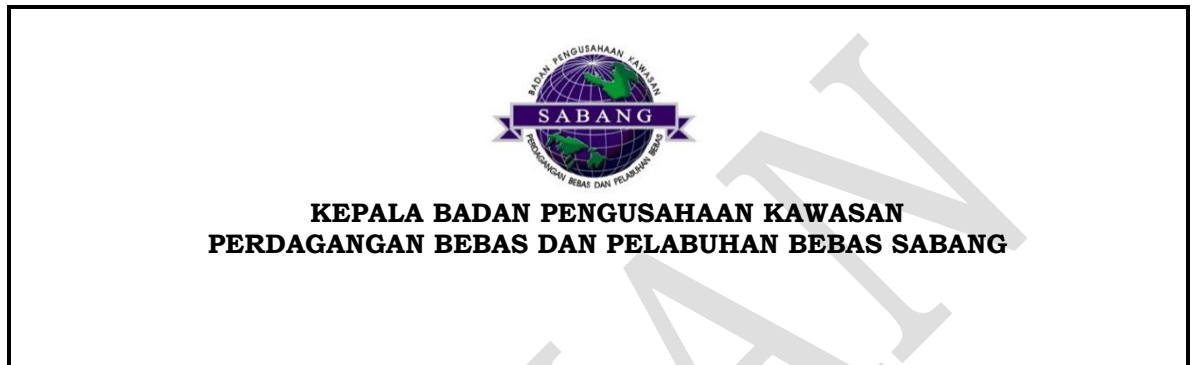 BADAN PENGUSAHAAN KAWASAN
SABANG
PERDAGANGAN BEBAS DAN PELABUHAN BEBAS
KEPALA BADAN PENGUSAHAAN KAWASAN
PERDAGANGAN BEBAS DAN PELABUHAN BEBAS SABANG